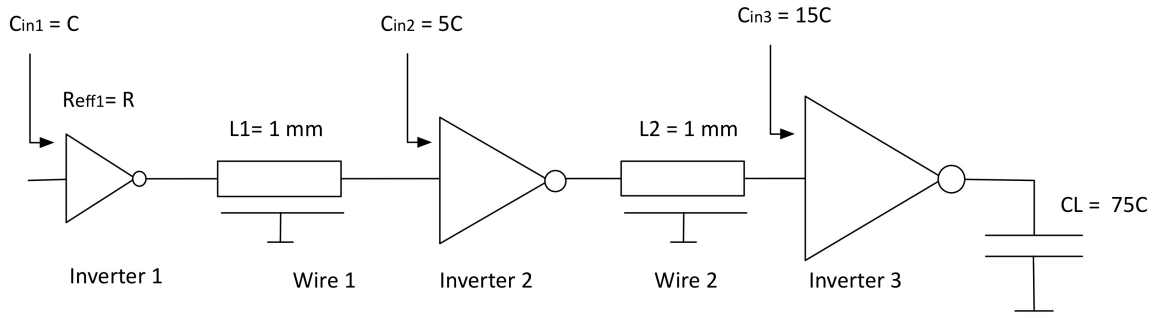 Cin1 = C
Cin2 = 5C
Cin3 = 15C
Reff1= R
L1= 1 mm
L2 = 1 mm
CL = 75C
Inverter 1
Wire 1
Inverter 2
Wire 2
Inverter 3